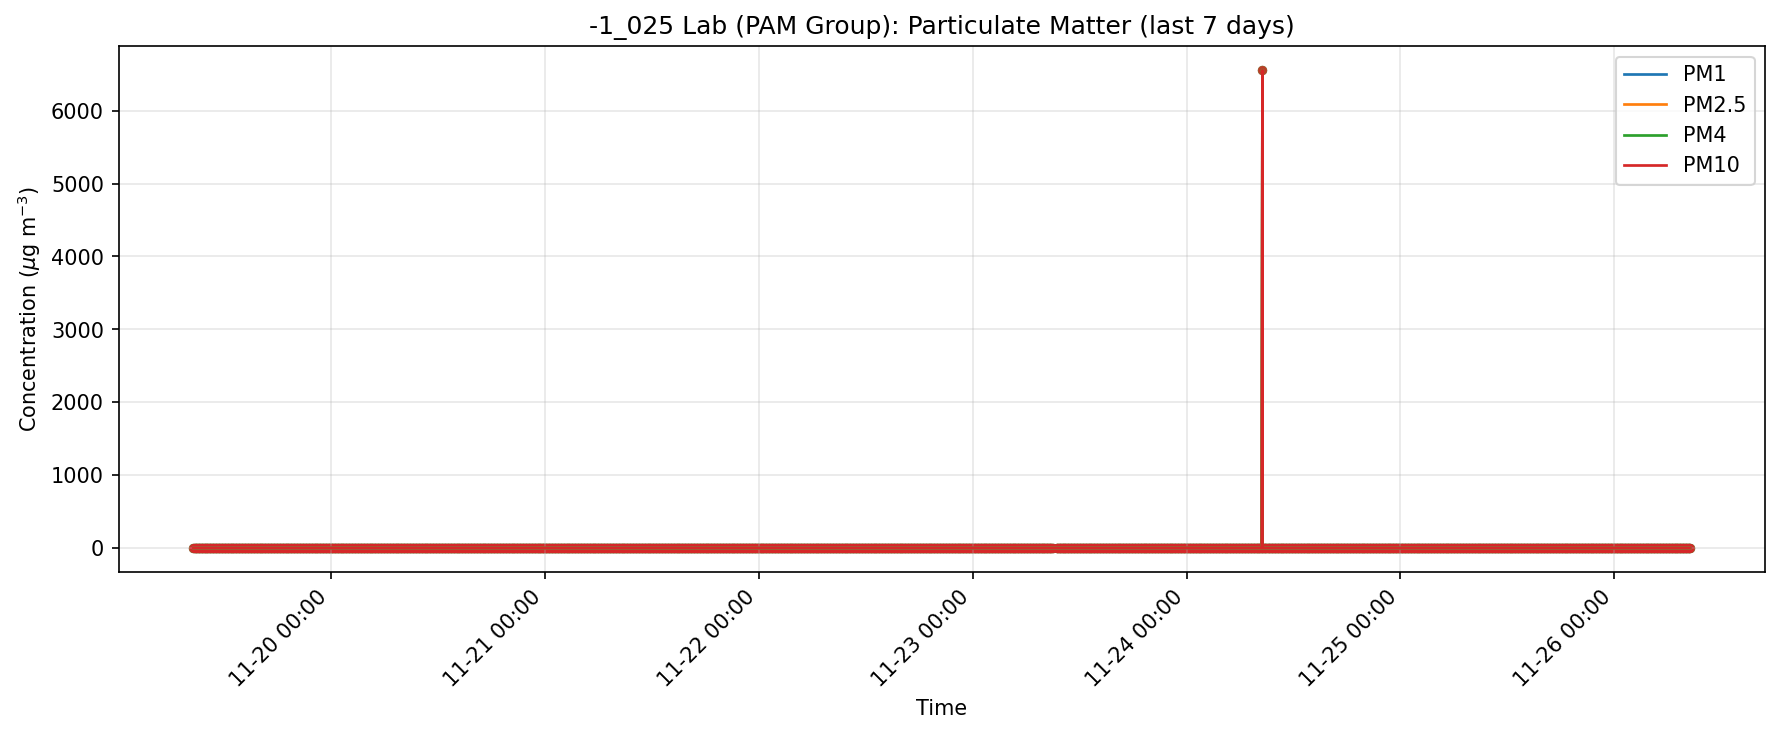 -1_025 Lab (PAM Group): Particulate Matter (last 7 days)
Concentration (μg m⁻³)
6000
5000
4000
3000
2000
1000
0
PM1
PM2.5
PM4
PM10
11-20 00:00
11-21 00:00
11-22 00:00
11-23 00:00
11-24 00:00
11-25 00:00
11-26 00:00
Time